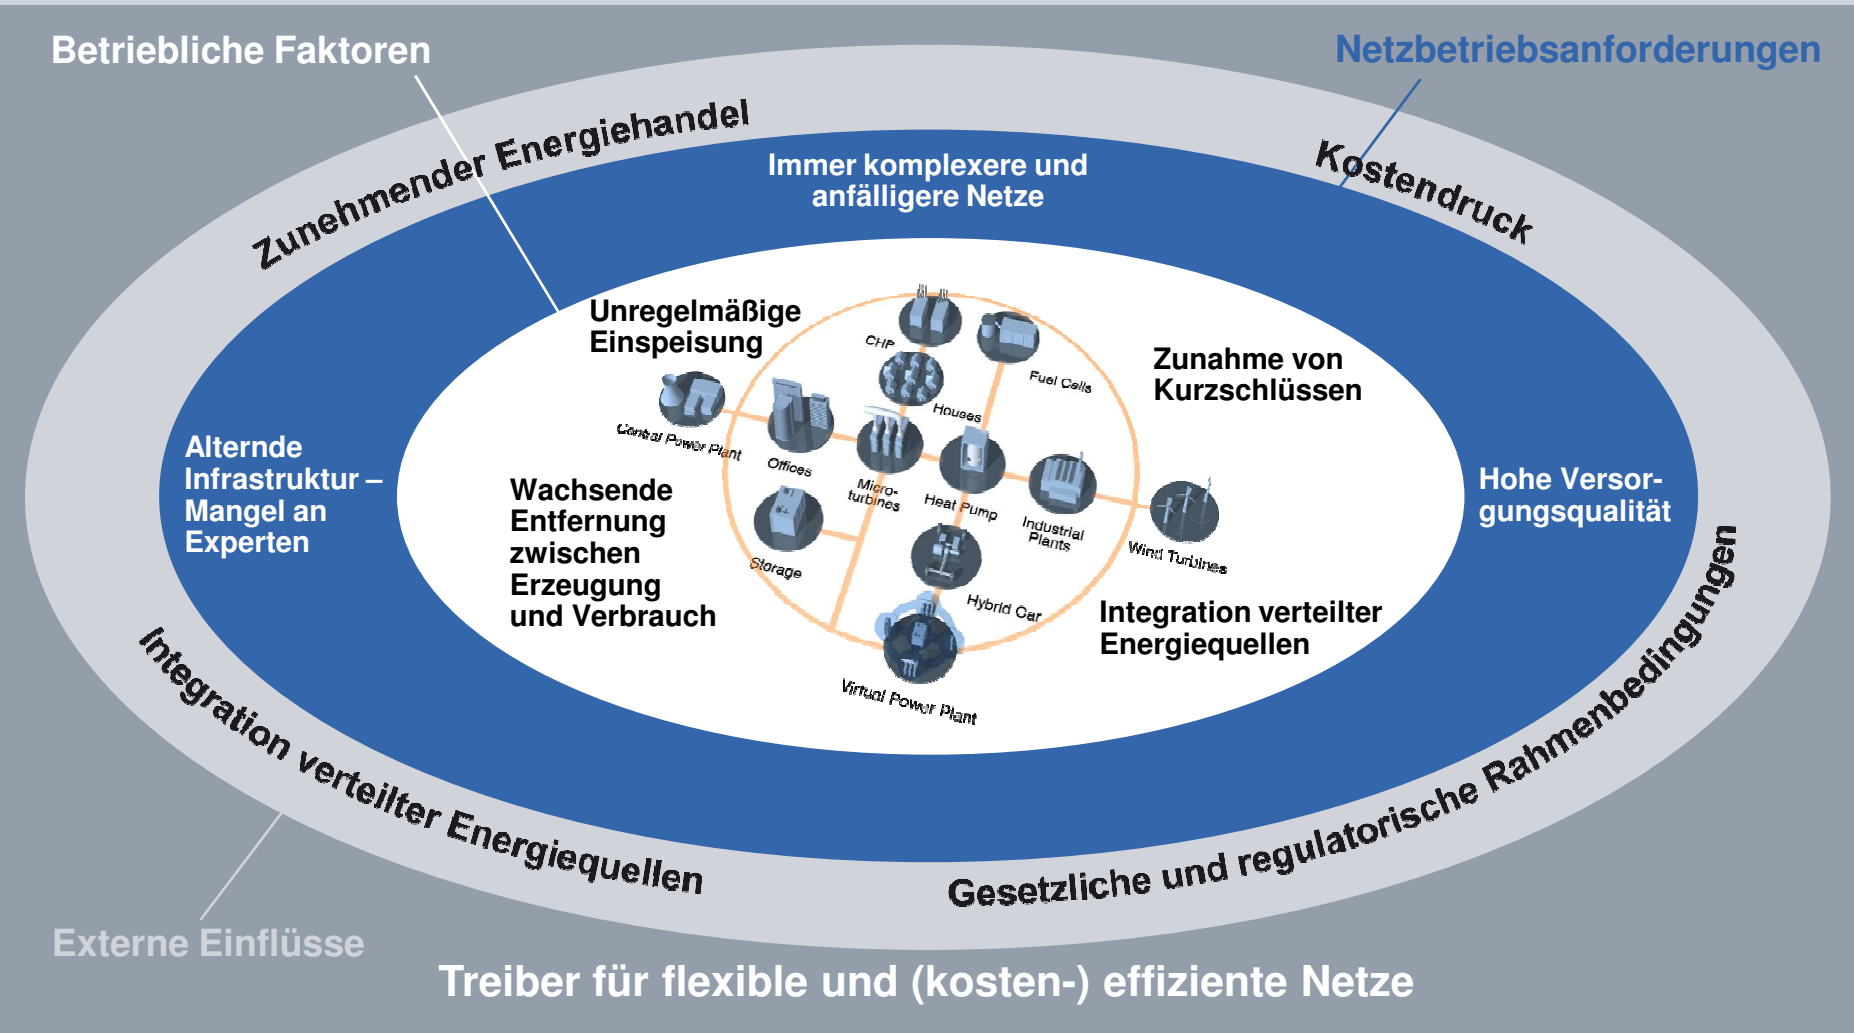 Betriebliche Faktoren
Netzbetriebsanforderungen
Zunehmender Energiehandel
Kostendruck
Immer komplexere und
anfälligere Netze
Unregelmäßige
Einspeisung
Zunahme von
Kurzschlüssen
CHP
Fuel Cells
Houses
Central Power Plant
Offices
Micro-
turbines
Heat Pump
Industrial
Plants
Wind Turbines
Storage
Hybrid Car
Virtual Power Plant
Alternde
Infrastruktur –
Mangel an
Experten
Wachsende
Entfernung
zwischen
Erzeugung
und Verbrauch
Hohe Versor-
gungsqualität
Integration verteilter
Energiequellen
Integration verteilter Energiequellen
Gesetzliche und regulatorische Rahmenbedingungen
Externe Einflüsse
Treiber für flexible und (kosten-) effiziente Netze